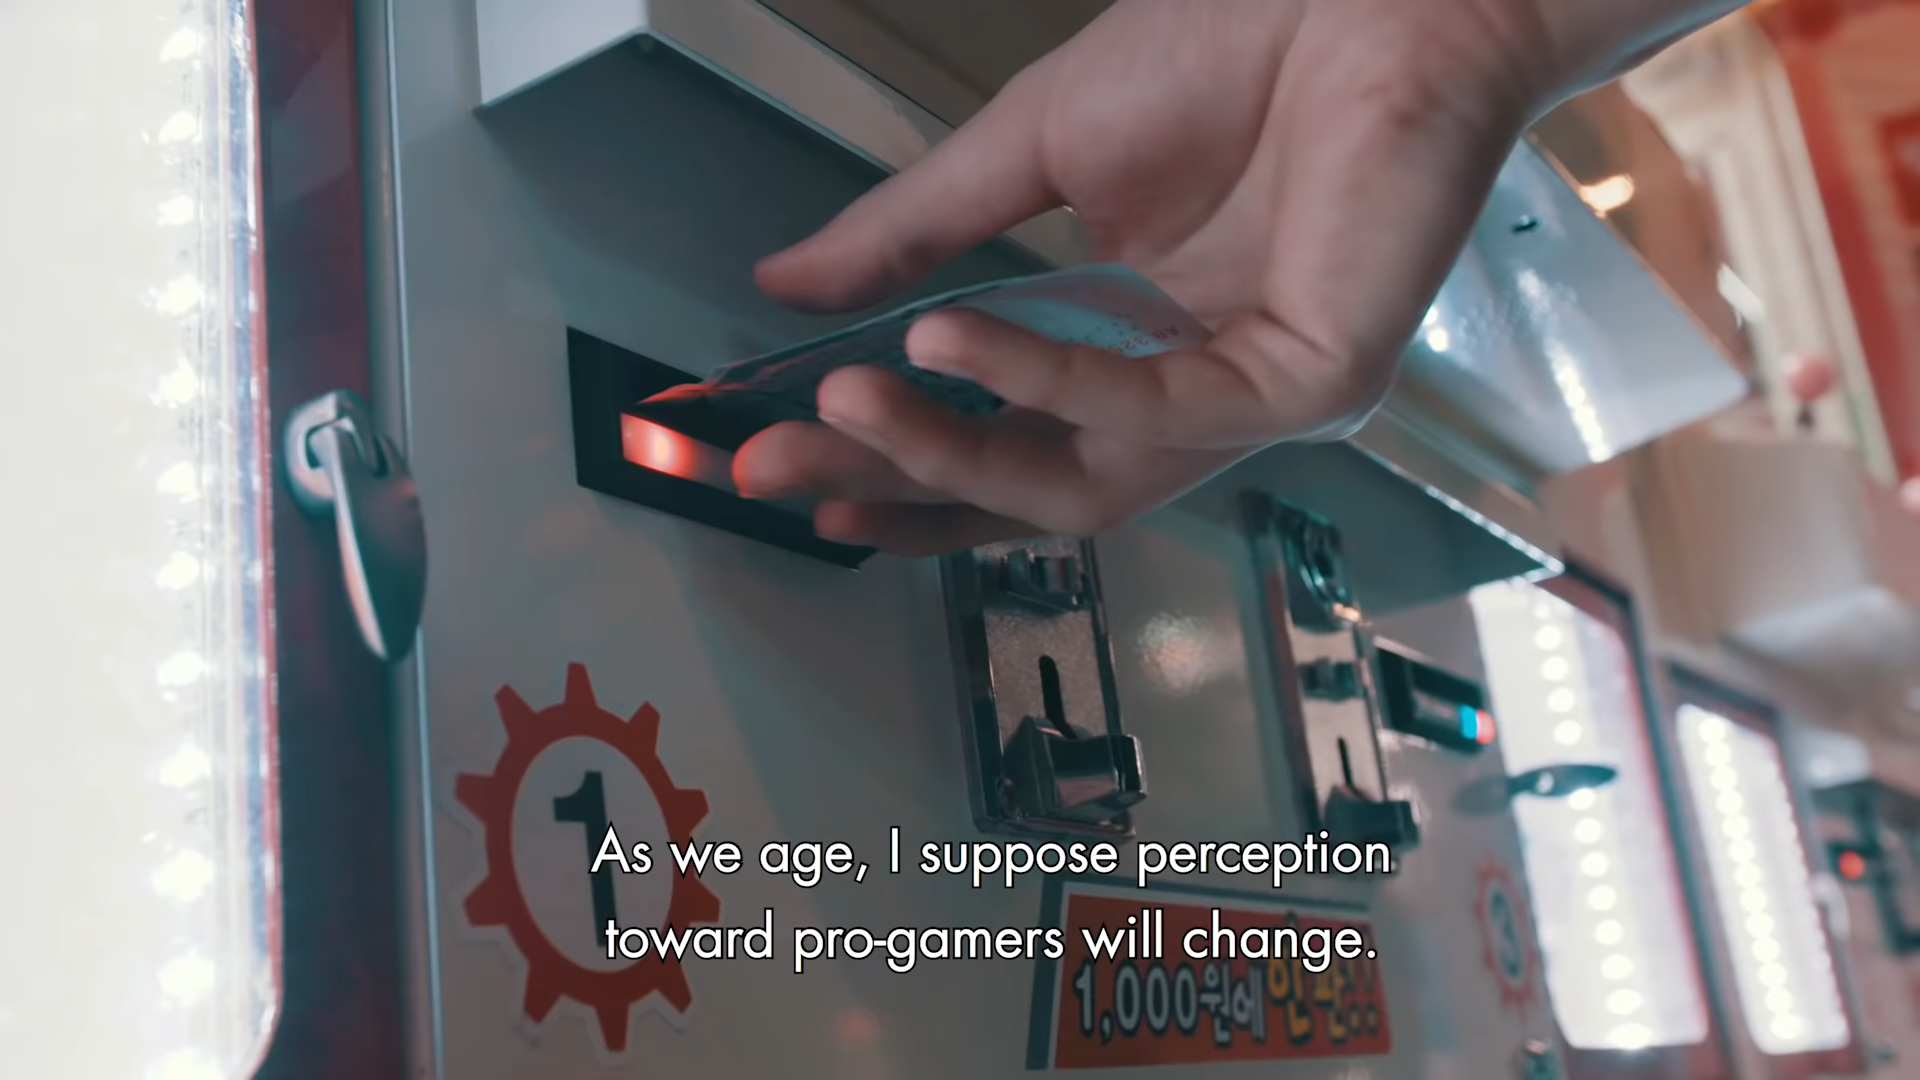 1
As we age, I suppose perception
toward pro-gamers will change.
1,000원에 한판!!
3